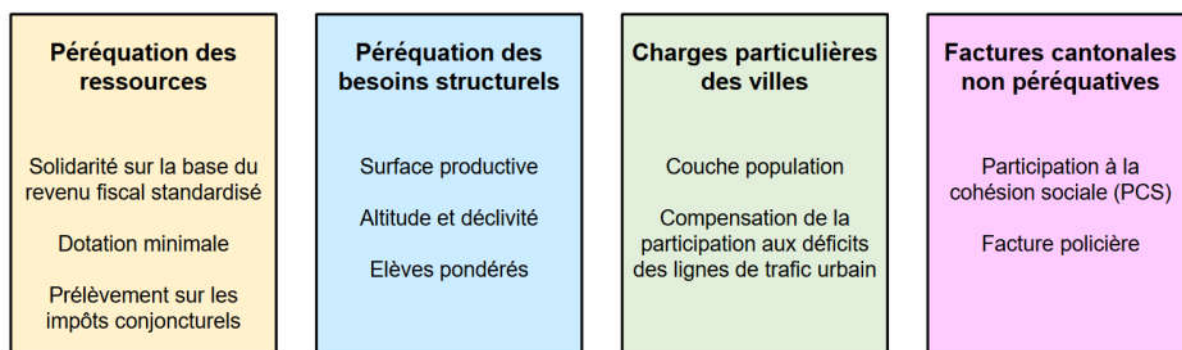 Péréquation des
ressources
Solidarité sur la base du
revenu fiscal standardisé
Dotation minimale
Prélèvement sur les
impôts conjoncturels
Péréquation des
besoins structurels
Surface productive
Altitude et déclivité
Elèves pondérés
Charges particulières
des villes
Couche population
Compensation de la
participation aux déficits
des lignes de trafic urbain
Factures cantonales
non péréquatives
Participation à la
cohésion sociale (PCS)
Facture policière